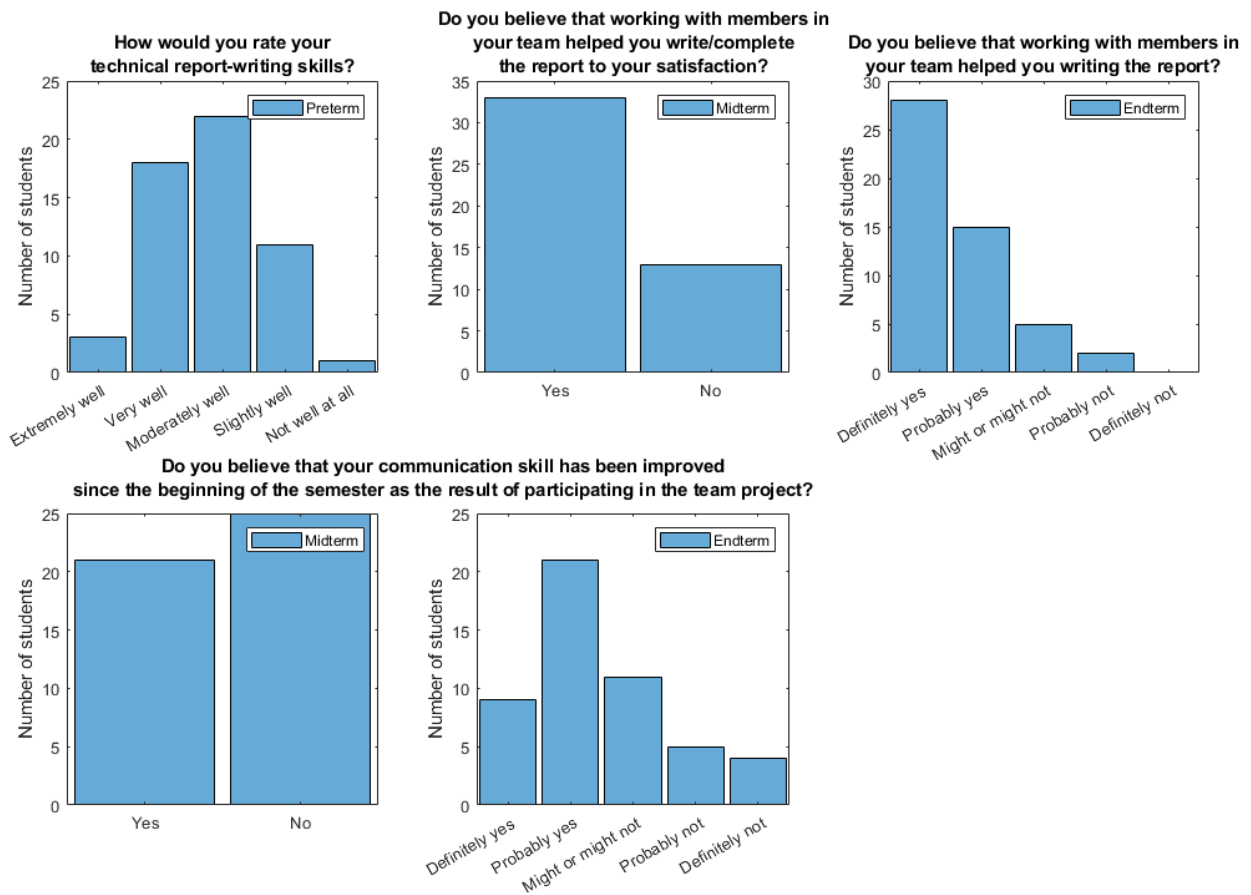 How would you rate your
technical report-writing skills?
25
20
15
10
5
0
Number of students
Preterm
Extremely well
Very well
Moderately well
Slightly well
Not well at all
Do you believe that working with members in
your team helped you write/complete
the report to your satisfaction?
35
30
25
20
15
10
5
0
Number of students
Midterm
Yes
No
Do you believe that working with members in
your team helped you writing the report?
30
25
20
15
10
5
0
Number of students
Endterm
Definitely yes
Probably yes
Might or might not
Probably not
Definitely not
Do you believe that your communication skill has been improved
since the beginning of the semester as the result of participating in the team project?
25
20
15
10
5
0
Number of students
Midterm
Yes
No
25
20
15
10
5
0
Number of students
Endterm
Definitely yes
Probably yes
Might or might not
Probably not
Definitely not